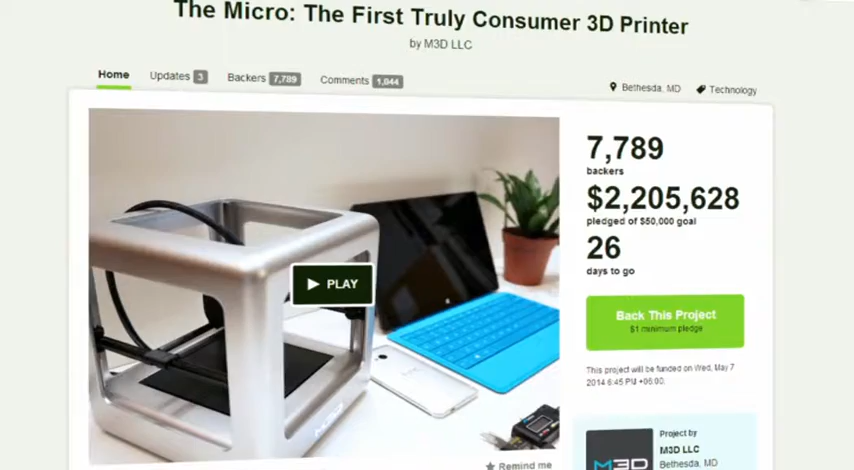 The Micro: The First Truly Consumer 3D Printer
by M3D LLC
Home Updates 3 Backers 7,789 Comments 1,044
Bethesda, MD Technology
7,789
backers
$2,205,628
pledged of $50,000 goal
26
days to go
PLAY
Back This Project
$1 minimum pledge
This project will be funded on Wed, May 7
2014 6:45 PM +06:00.
M3D
Remind me
Project by
M3D LLC
Bethesda, MD
M3D